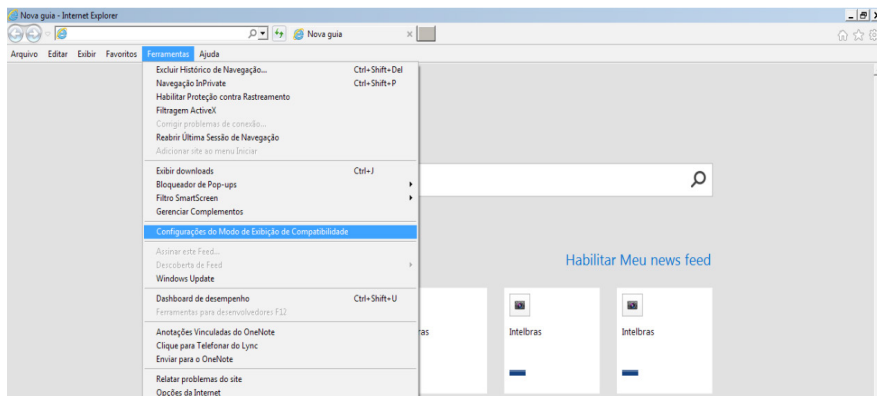 Nova guia - Internet Explorer
Nova guia
Arquivo Editar Exibir Favoritos Ferramentas Ajuda
Excluir Histórico de Navegação... Ctrl+Shift+Del
Navegação InPrivate Ctrl+Shift+P
Habilitar Proteção contra Rastreamento
Filtragem ActiveX
Corrigir problemas de conexão...
Reabrir Última Sessão de Navegação
Adicionar site ao menu Iniciar
Exibir downloads Ctrl+J
Bloqueador de Pop-ups
Filtro SmartScreen
Gerenciar Complementos
Configurações do Modo de Exibição de Compatibilidade
Assinar este Feed...
Descoberta de Feed
Windows Update
Dashboard de desempenho Ctrl+Shift+U
Ferramentas para desenvolvedores F12
Anotações Vinculadas do OneNote
Clique para Telefonar do Lync
Enviar para o OneNote
Relatar problemas do site
Opções da Internet
Habilitar Meu news feed
ras Intelbras Intelbras